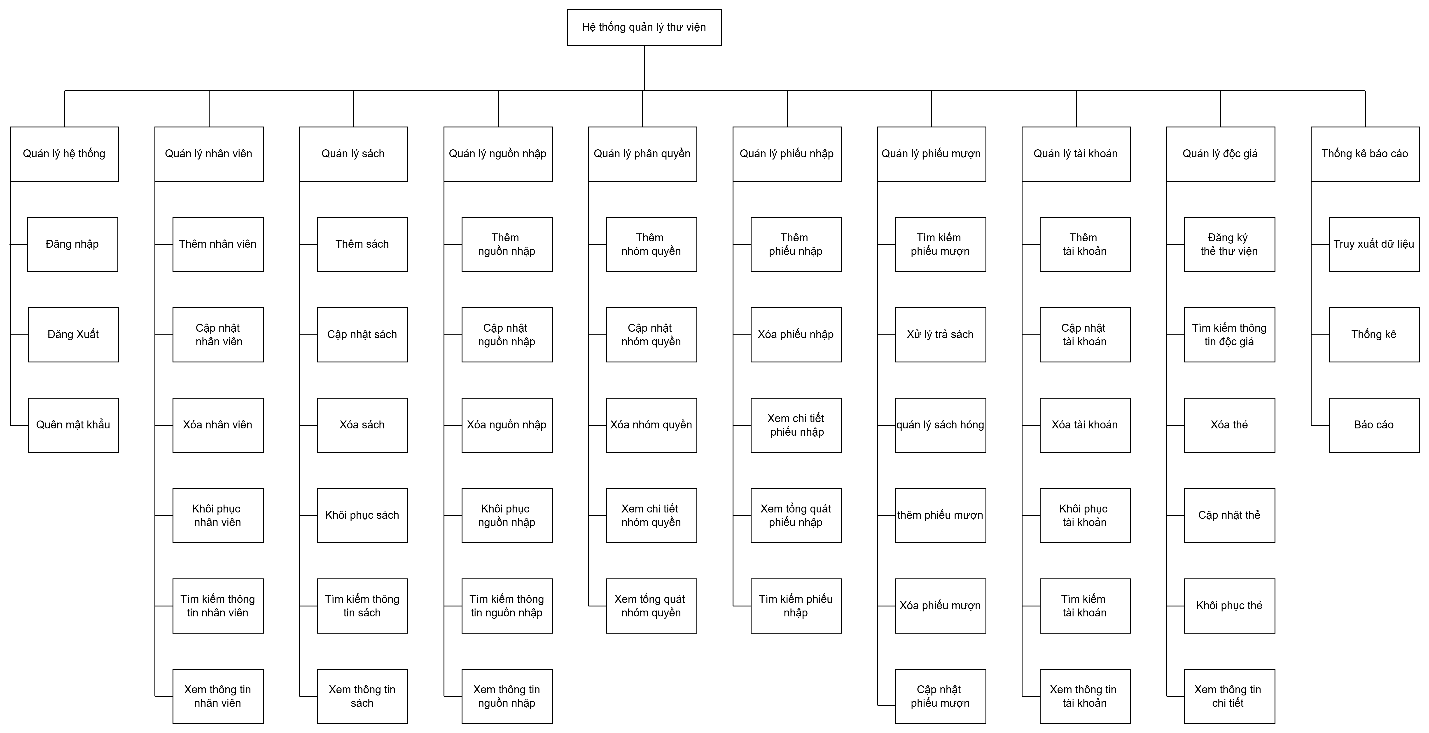 Hệ thống quản lý thư viện
Quản lý hệ thống
Đăng nhập
Đăng Xuất
Quên mật khẩu
Quản lý nhân viên
Thêm nhân viên
Cập nhật
nhân viên
Xóa nhân viên
Khôi phục
nhân viên
Tìm kiếm thông
tin nhân viên
Xem thông tin
nhân viên
Quản lý sách
Thêm sách
Cập nhật sách
Xóa sách
Khôi phục sách
Tìm kiếm thông
tin sách
Xem thông tin
sách
Quản lý nguồn nhập
Thêm
nguồn nhập
Cập nhật
nguồn nhập
Xóa nguồn nhập
Khôi phục
nguồn nhập
Tìm kiếm thông
tin nguồn nhập
Xem thông tin
nguồn nhập
Quản lý phân quyền
Thêm
nhóm quyền
Cập nhật
nhóm quyền
Xóa nhóm quyền
Xem chi tiết
nhóm quyền
Xem tổng quát
nhóm quyền
Quản lý phiếu nhập
Thêm
phiếu nhập
Xóa phiếu nhập
Xem chi tiết
phiếu nhập
Xem tổng quát
phiếu nhập
Tìm kiếm phiếu
nhập
Quản lý phiếu mượn
Tìm kiếm
phiếu mượn
Xử lý trả sách
quản lý sách hỏng
thêm phiếu mượn
Xóa phiếu mượn
Cập nhật
phiếu mượn
Quản lý tài khoản
Thêm
tài khoản
Cập nhật
tài khoản
Xóa tài khoản
Khôi phục
tài khoản
Tìm kiếm
tài khoản
Xem thông tin
tài khoản
Quản lý độc giả
Đăng ký
thẻ thư viện
Tìm kiếm thông
tin độc giả
Xóa thẻ
Cập nhật thẻ
Khôi phục thẻ
Xem thông tin
chi tiết
Thống kê báo cáo
Truy xuất dữ liệu
Thống kê
Báo cáo